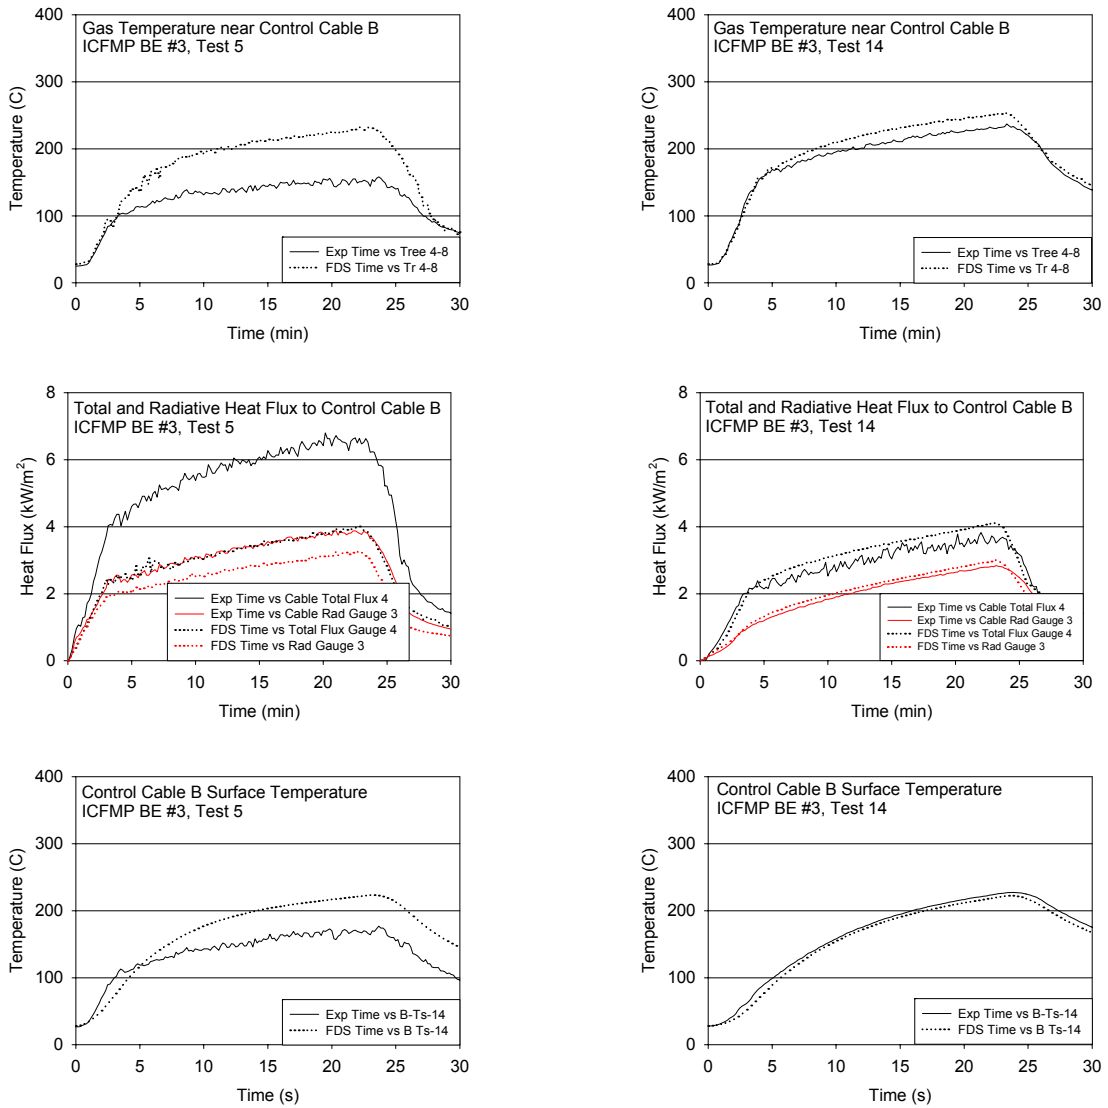 Gas Temperature near Control Cable B
ICFMP BE #3, Test 5
Temperature (C)
400
300
200
100
0
Exp Time vs Tree 4-8
FDS Time vs Tr 4-8
0 5 10 15 20 25 30
Time (min)
Gas Temperature near Control Cable B
ICFMP BE #3, Test 14
Temperature (C)
400
300
200
100
0
Exp Time vs Tree 4-8
FDS Time vs Tr 4-8
0 5 10 15 20 25 30
Time (min)
Total and Radiative Heat Flux to Control Cable B
ICFMP BE #3, Test 5
Heat Flux (kW/m²)
8
6
4
2
0
Exp Time vs Cable Total Flux 4
Exp Time vs Cable Rad Gauge 3
FDS Time vs Total Flux Gauge 4
FDS Time vs Rad Gauge 3
0 5 10 15 20 25 30
Time (min)
Total and Radiative Heat Flux to Control Cable B
ICFMP BE #3, Test 14
Heat Flux (kW/m²)
8
6
4
2
0
Exp Time vs Cable Total Flux 4
Exp Time vs Cable Rad Gauge 3
FDS Time vs Total Flux Gauge 4
FDS Time vs Rad Gauge 3
0 5 10 15 20 25 30
Time (min)
Control Cable B Surface Temperature
ICFMP BE #3, Test 5
Temperature (C)
400
300
200
100
0
Exp Time vs B-Ts-14
FDS Time vs B Ts-14
0 5 10 15 20 25 30
Time (s)
Control Cable B Surface Temperature
ICFMP BE #3, Test 14
Temperature (C)
400
300
200
100
0
Exp Time vs B-Ts-14
FDS Time vs B Ts-14
0 5 10 15 20 25 30
Time (s)